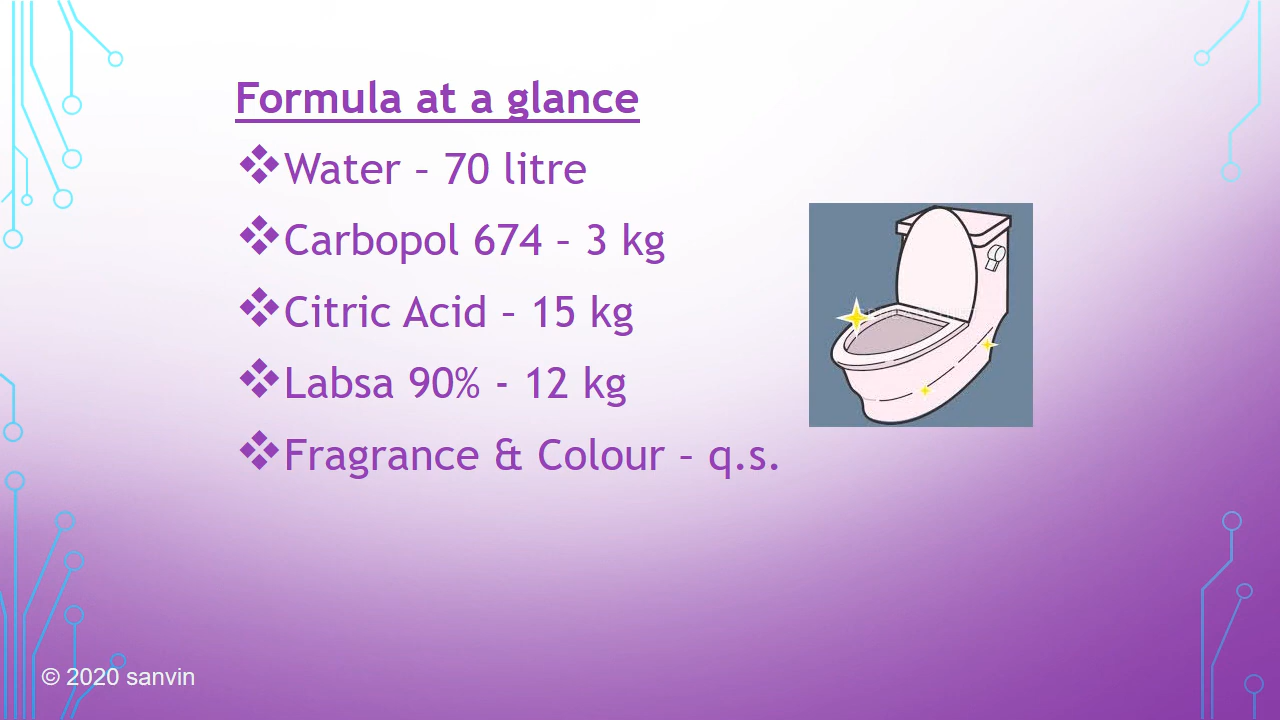 Formula at a glance
❖Water – 70 litre
❖Carbopol 674 – 3 kg
❖Citric Acid – 15 kg
❖Labsa 90% - 12 kg
❖Fragrance & Colour – q.s.
© 2020 sanvin